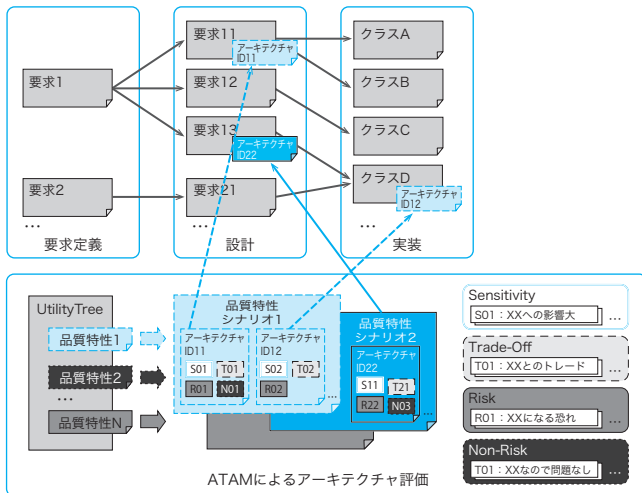 要求1
要求2
…
要求定義
要求11
アーキテクチャ
ID11
要求12
要求13
アーキテクチャ
ID22
要求21
…
設計
クラスA
クラスB
クラスC
クラスD
アーキテクチャ
ID12
…
実装
UtilityTree
品質特性1
品質特性2
…
品質特性N
品質特性
シナリオ1
アーキテクチャ
ID11
S01
T01
R01
N01
アーキテクチャ
ID12
S02
T02
R02
…
品質特性
シナリオ2
アーキテクチャ
ID22
S11
T21
R22
N03
…
Sensitivity
S01：XXへの影響大
…
Trade-Off
T01：XXとのトレード
…
Risk
R01：XXになる恐れ
…
Non-Risk
T01：XXなので問題なし
…
ATAMによるアーキテクチャ評価